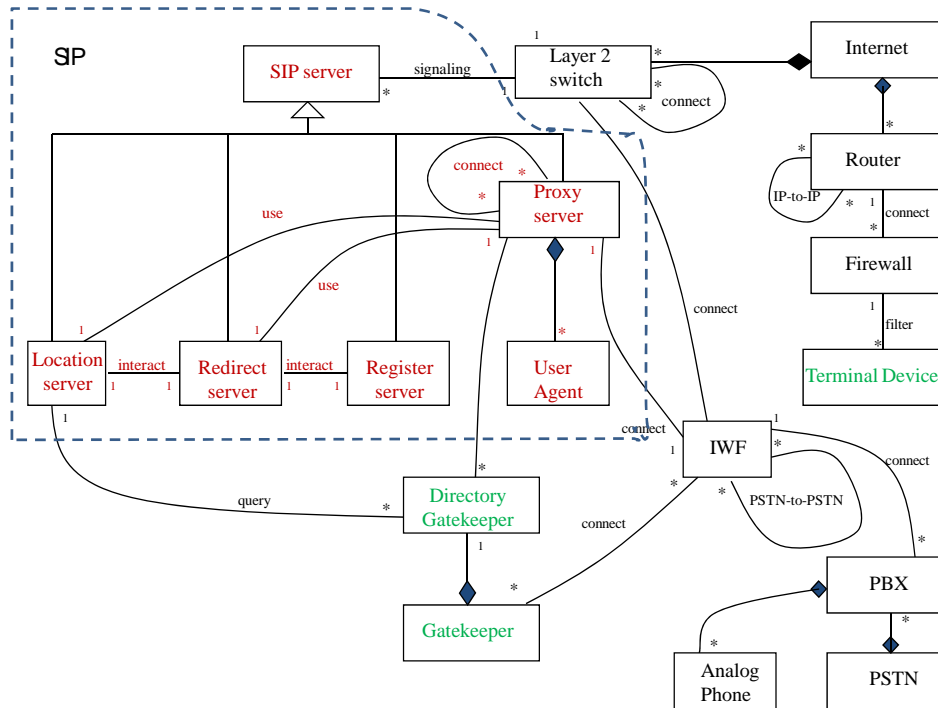 SIP
SIP server
signaling
*
1
1
Layer 2
switch
*
*
*
connect
Internet
*
*
Router
IP-to-IP
*
1
connect
*
Firewall
1
filter
*
Terminal Device
connect
*
*
Proxy
server
1
1
use
use
1
1
*
Location
server
interact
1
1
Redirect
server
interact
1
1
Register
server
User
Agent
connect
connect
1
1
IWF
*
*
*
PSTN-to-PSTN
connect
*
1
query
*
*
Directory
Gatekeeper
1
connect
*
Gatekeeper
PBX
*
*
Analog
Phone
PSTN